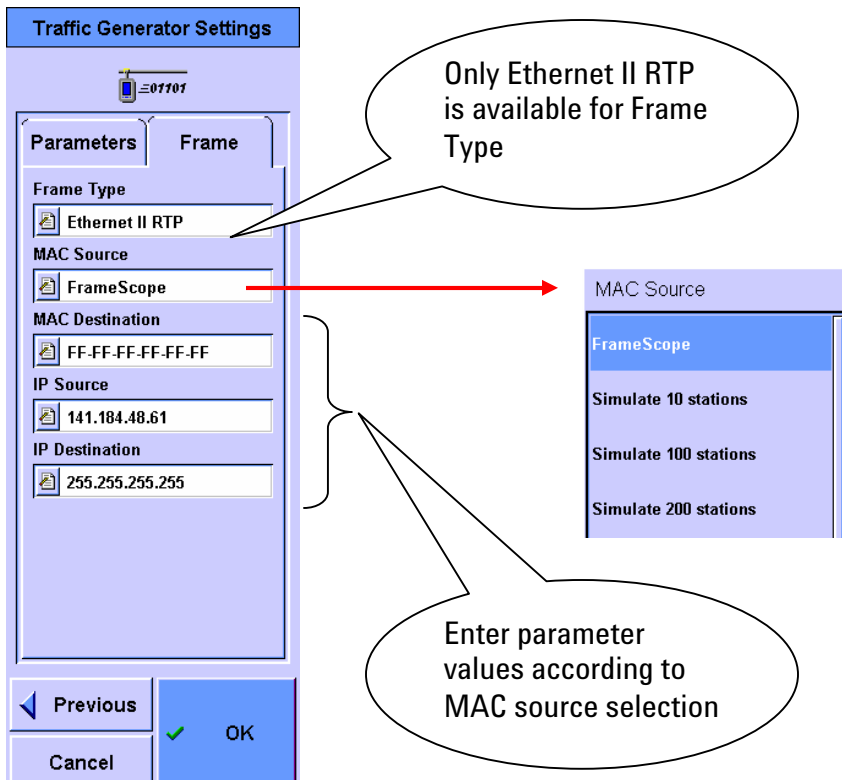 Traffic Generator Settings
01101
Parameters
Frame
Frame Type
Ethernet II RTP
MAC Source
FrameScope
MAC Destination
FF-FF-FF-FF-FF-FF
IP Source
141.184.48.61
IP Destination
255.255.255.255
Previous
Cancel
OK
Only Ethernet II RTP
is available for Frame
Type
MAC Source
FrameScope
Simulate 10 stations
Simulate 100 stations
Simulate 200 stations
Enter parameter
values according to
MAC source selection